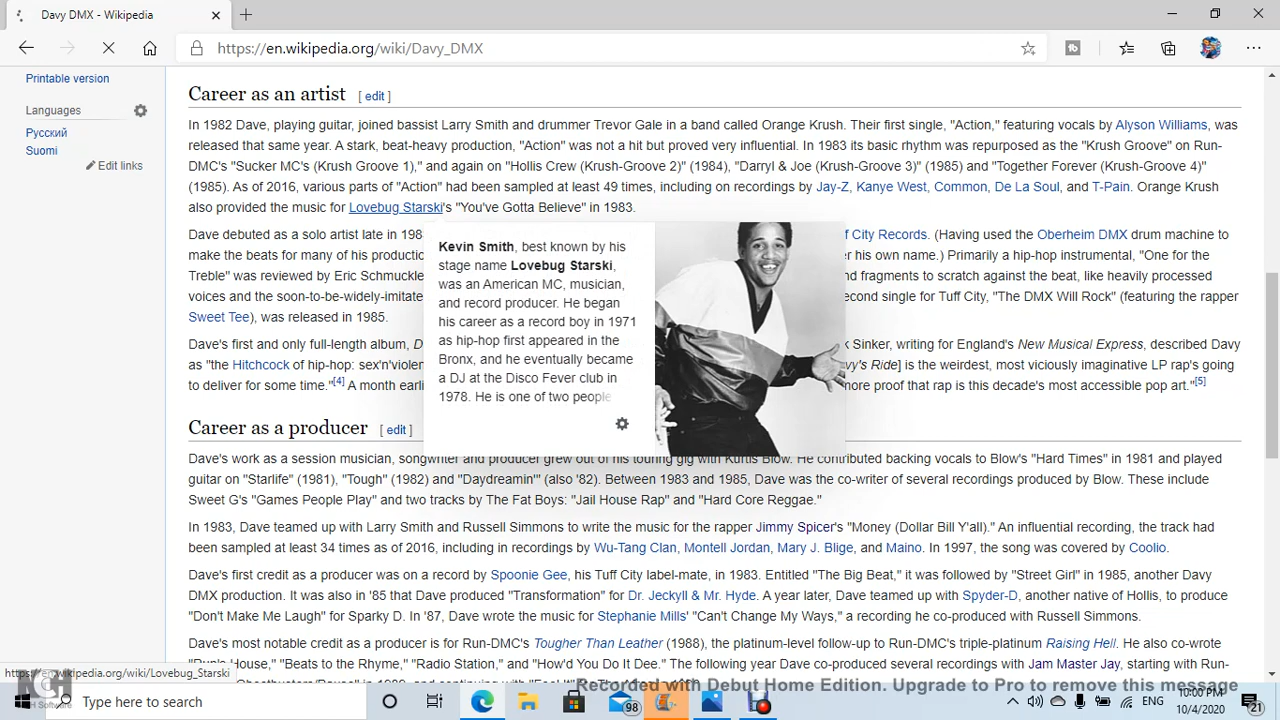 Davy DMX - Wikipedia
https://en.wikipedia.org/wiki/Davy_DMX
Printable version
Languages
Русский
Suomi
Edit links
Career as an artist [ edit ]
In 1982 Dave, playing guitar, joined bassist Larry Smith and drummer Trevor Gale in a band called Orange Krush. Their first single, "Action," featuring vocals by Alyson Williams, was
released that same year. A stark, beat-heavy production, "Action" was not a hit but proved very influential. In 1983 its basic rhythm was repurposed as the "Krush Groove" on Run-
DMC's "Sucker MC's (Krush Groove 1)," and again on "Hollis Crew (Krush-Groove 2)" (1984), "Darryl & Joe (Krush-Groove 3)" (1985) and "Together Forever (Krush-Groove 4)"
(1985). As of 2016, various parts of "Action" had been sampled at least 49 times, including on recordings by Jay-Z, Kanye West, Common, De La Soul, and T-Pain. Orange Krush
also provided the music for Lovebug Starski's "You've Gotta Believe" in 1983.
Dave debuted as a solo artist late in 198
f City Records. (Having used the Oberheim DMX drum machine to
make the beats for many of his producti
er his own name.) Primarily a hip-hop instrumental, "One for the
Treble" was reviewed by Eric Schmuckle
nd fragments to scratch against the beat, like heavily processed
voices and the soon-to-be-widely-imitate
econd single for Tuff City, "The DMX Will Rock" (featuring the rapper
Sweet Tee), was released in 1985.
Dave's first and only full-length album, D
k Sinker, writing for England's New Musical Express, described Davy
as "the Hitchcock of hip-hop: sex'n'violen
vy's Ride] is the weirdest, most viciously imaginative LP rap's going
to deliver for some time."[4] A month earli
more proof that rap is this decade's most accessible pop art."[5]
Kevin Smith, best known by his
stage name Lovebug Starski,
was an American MC, musician,
and record producer. He began
his career as a record boy in 1971
as hip-hop first appeared in the
Bronx, and he eventually became
a DJ at the Disco Fever club in
1978. He is one of two people
Career as a producer [ edit ]
Dave's work as a session musician, songwriter and producer grew out of his touring gig with Kurtis Blow. He contributed backing vocals to Blow's "Hard Times" in 1981 and played
guitar on "Starlife" (1981), "Tough" (1982) and "Daydreamin'" (also '82). Between 1983 and 1985, Dave was the co-writer of several recordings produced by Blow. These include
Sweet G's "Games People Play" and two tracks by The Fat Boys: "Jail House Rap" and "Hard Core Reggae."
In 1983, Dave teamed up with Larry Smith and Russell Simmons to write the music for the rapper Jimmy Spicer's "Money (Dollar Bill Y'all)." An influential recording, the track had
been sampled at least 34 times as of 2016, including in recordings by Wu-Tang Clan, Montell Jordan, Mary J. Blige, and Maino. In 1997, the song was covered by Coolio.
Dave's first credit as a producer was on a record by Spoonie Gee, his Tuff City label-mate, in 1983. Entitled "The Big Beat," it was followed by "Street Girl" in 1985, another Davy
DMX production. It was also in '85 that Dave produced "Transformation" for Dr. Jeckyll & Mr. Hyde. A year later, Dave teamed up with Spyder-D, another native of Hollis, to produce
"Don't Make Me Laugh" for Sparky D. In '87, Dave wrote the music for Stephanie Mills' "Can't Change My Ways," a recording he co-produced with Russell Simmons.
Dave's most notable credit as a producer is for Run-DMC's Tougher Than Leather (1988), the platinum-level follow-up to Run-DMC's triple-platinum Raising Hell. He also co-wrote
"Run's House," "Beats to the Rhyme," "Radio Station," and "How'd You Do It Dee." The following year Dave co-produced several recordings with Jam Master Jay, starting with Run-
https://en.wikipedia.org/wiki/Lovebug_Starski
Recorded with Debut Home Edition. Upgrade to Pro to remove this message
Type here to search
98
ENG
10:00 PM
10/4/2020
21